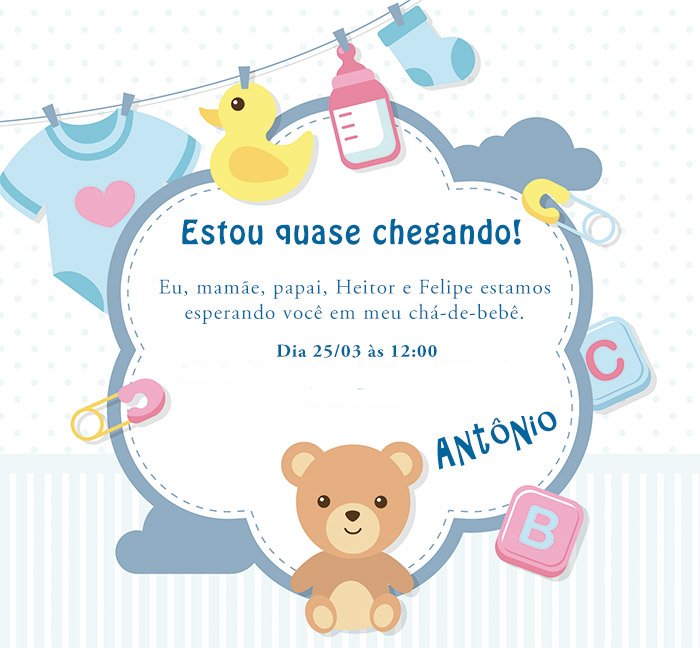 Estou quase chegando!
Eu, mamãe, papai, Heitor e Felipe estamos
esperando você em meu chá-de-bebê.
Dia 25/03 às 12:00
C
ANTÔNiO
B